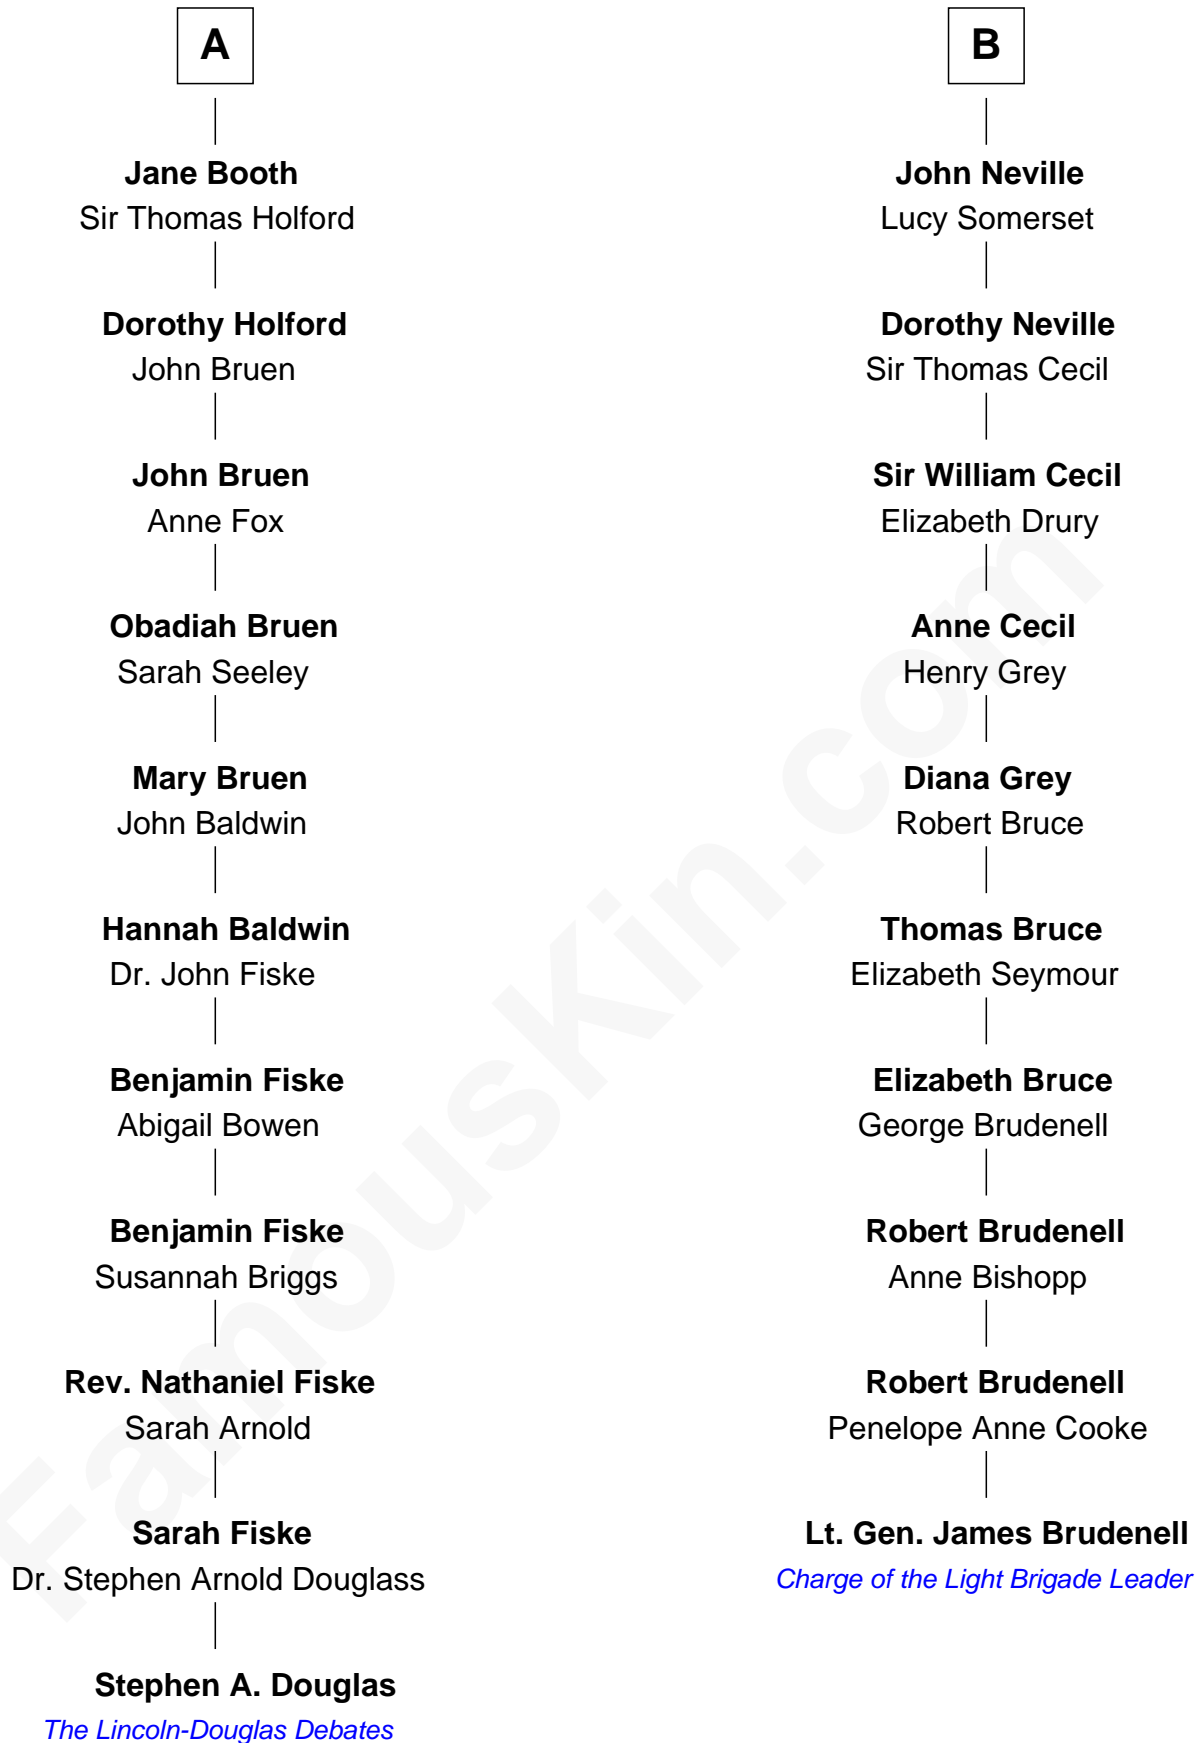 A
Jane Booth
Sir Thomas Holford
Dorothy Holford
John Bruen
John Bruen
Anne Fox
Obadiah Bruen
Sarah Seeley
Mary Bruen
John Baldwin
Hannah Baldwin
Dr. John Fiske
Benjamin Fiske
Abigail Bowen
Benjamin Fiske
Susannah Briggs
Rev. Nathaniel Fiske
Sarah Arnold
Sarah Fiske
Dr. Stephen Arnold Douglass
Stephen A. Douglas
The Lincoln-Douglas Debates
B
John Neville
Lucy Somerset
Dorothy Neville
Sir Thomas Cecil
Sir William Cecil
Elizabeth Drury
Anne Cecil
Henry Grey
Diana Grey
Robert Bruce
Thomas Bruce
Elizabeth Seymour
Elizabeth Bruce
George Brudenell
Robert Brudenell
Anne Bishopp
Robert Brudenell
Penelope Anne Cooke
Lt. Gen. James Brudenell
Charge of the Light Brigade Leader
FamousKin.com